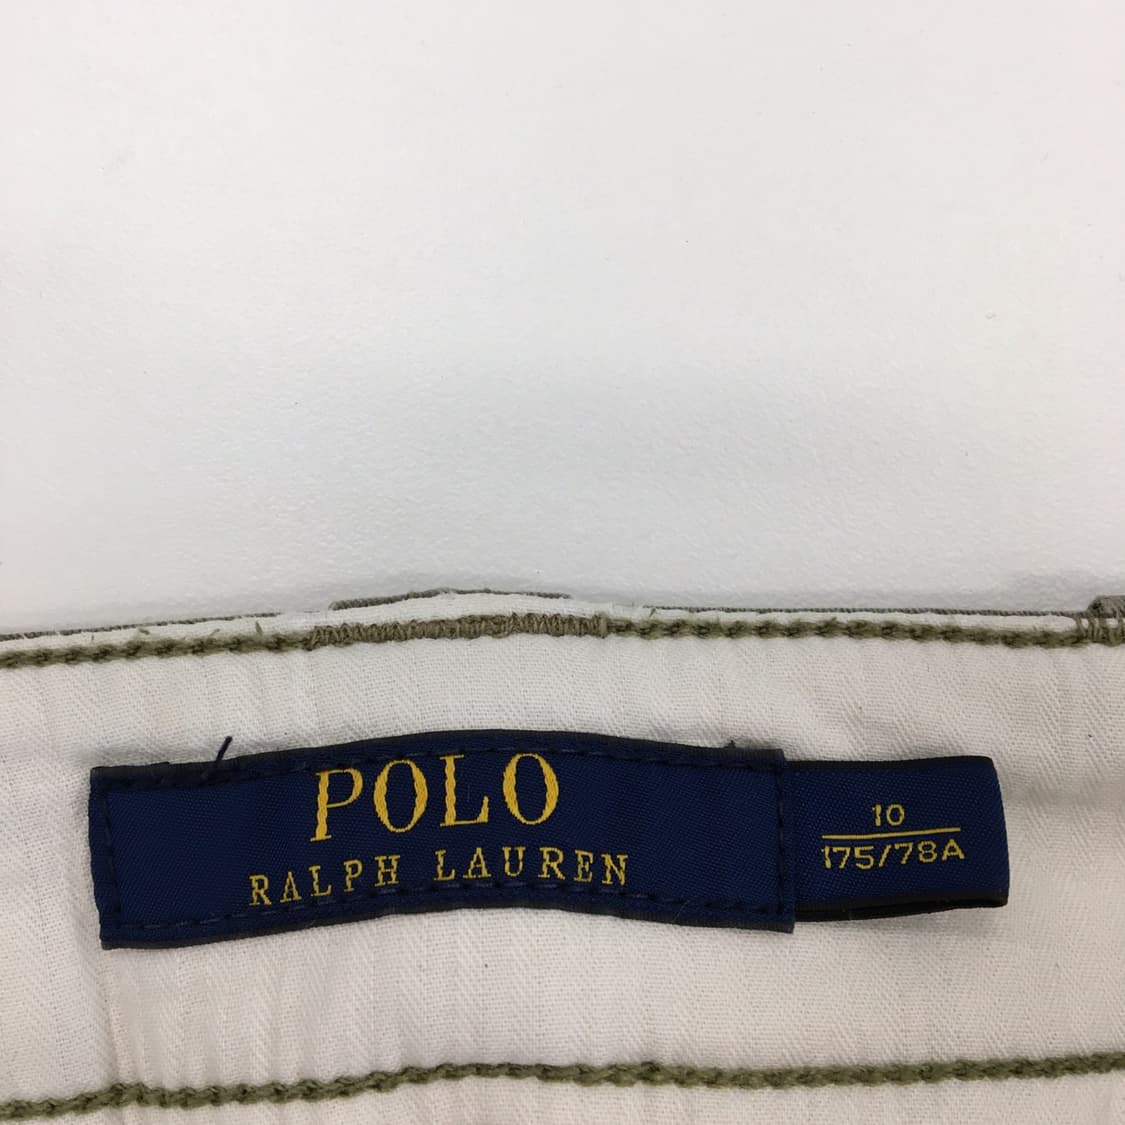 POLO
RALPH LAUREN
10
175/78A